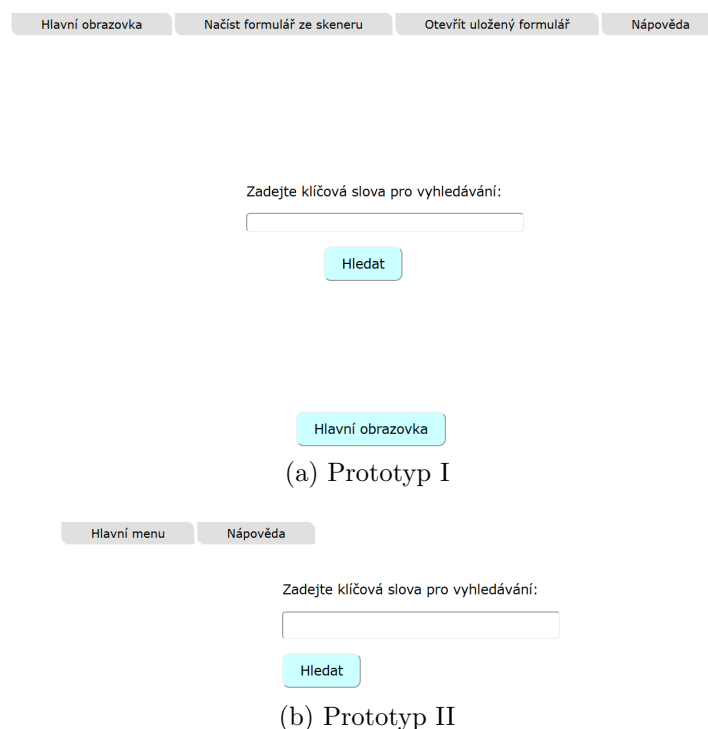 Hlavní obrazovka Načíst formulář ze skeneru Otevřít uložený formulář Nápověda
Zadejte klíčová slova pro vyhledávání:
Hledat
Hlavní obrazovka
(a) Prototyp I
Hlavní menu Nápověda
Zadejte klíčová slova pro vyhledávání:
Hledat
(b) Prototyp II